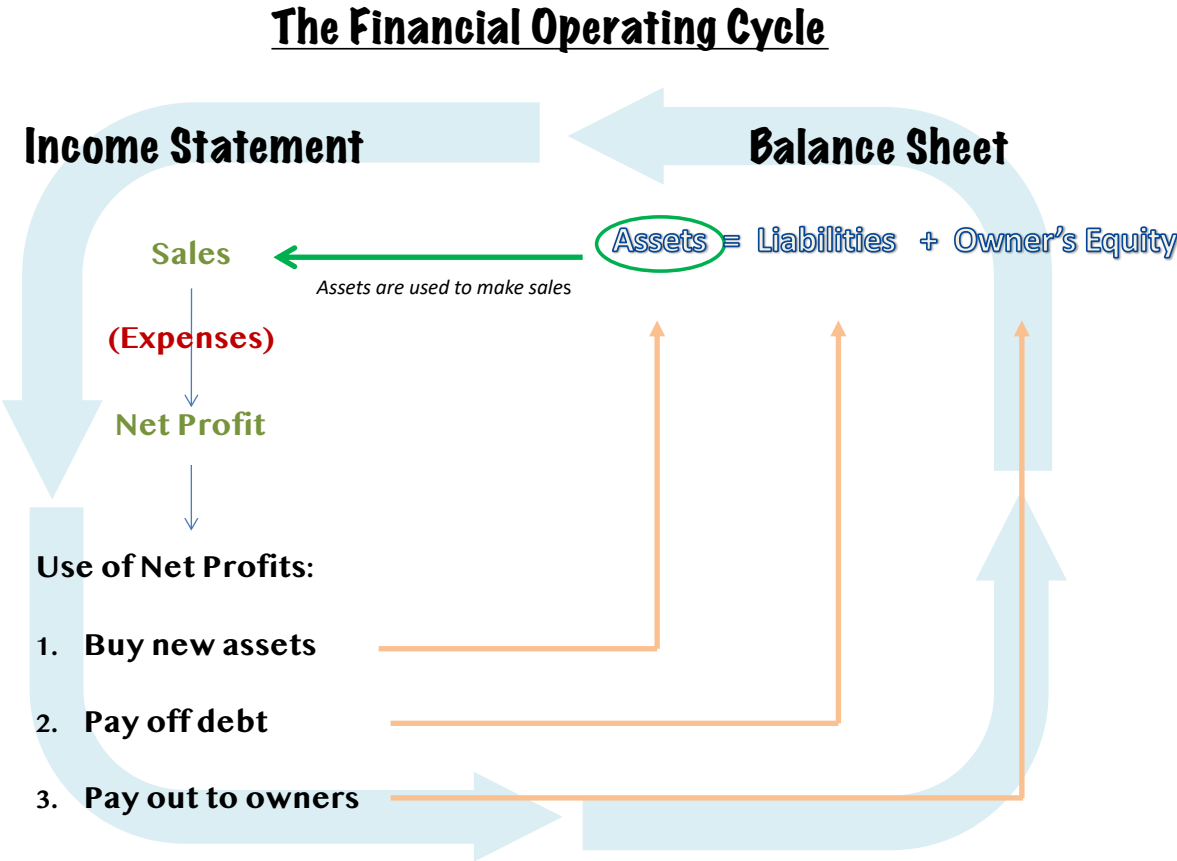 The Financial Operating Cycle
Income Statement
Balance Sheet
Assets = Liabilities + Owner's Equity
Sales
Assets are used to make sales
(Expenses)
Net Profit
Use of Net Profits:
1. Buy new assets
2. Pay off debt
3. Pay out to owners